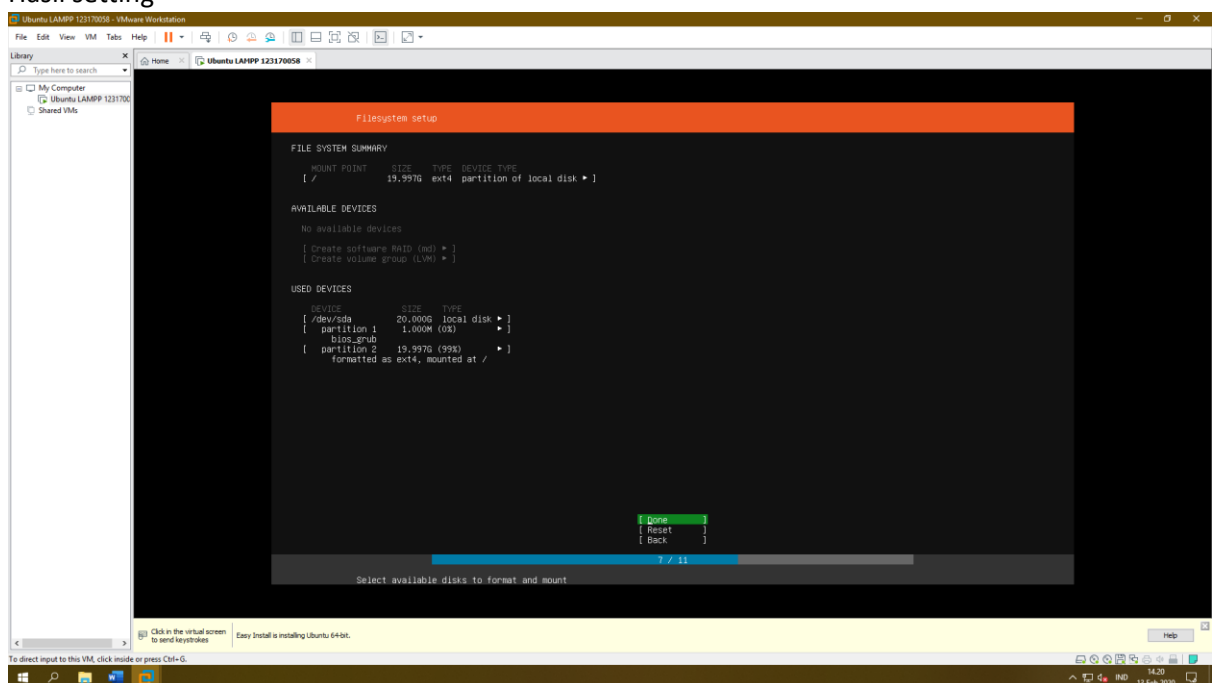 Hasil setting
Ubuntu LAMPP 123170058 - VMware Workstation
File Edit View VM Tabs Help
Library
Home
Ubuntu LAMPP 123170058
Type here to search
My Computer
Ubuntu LAMPP 1231700
Shared VMs
Filesystem setup
FILE SYSTEM SUMMARY
MOUNT POINT SIZE TYPE DEVICE TYPE
[ / 19.997G ext4 partition of local disk ▸ ]
AVAILABLE DEVICES
No available devices
[ Create software RAID (md) ▸ ]
[ Create volume group (LVM) ▸ ]
USED DEVICES
DEVICE SIZE TYPE
[ /dev/sda 20.000G local disk ▸ ]
[ partition 1 1.000M (0%) ▸ ]
bios_grub
[ partition 2 19.997G (99%) ▸ ]
formatted as ext4, mounted at /
[ Done ]
[ Reset ]
[ Back ]
7 / 11
Select available disks to format and mount
Click in the virtual screen
to send keystrokes
Easy Install is installing Ubuntu 64-bit.
Help
To direct input to this VM, click inside or press Ctrl+G.
IND
14.20
13 Feb 2020